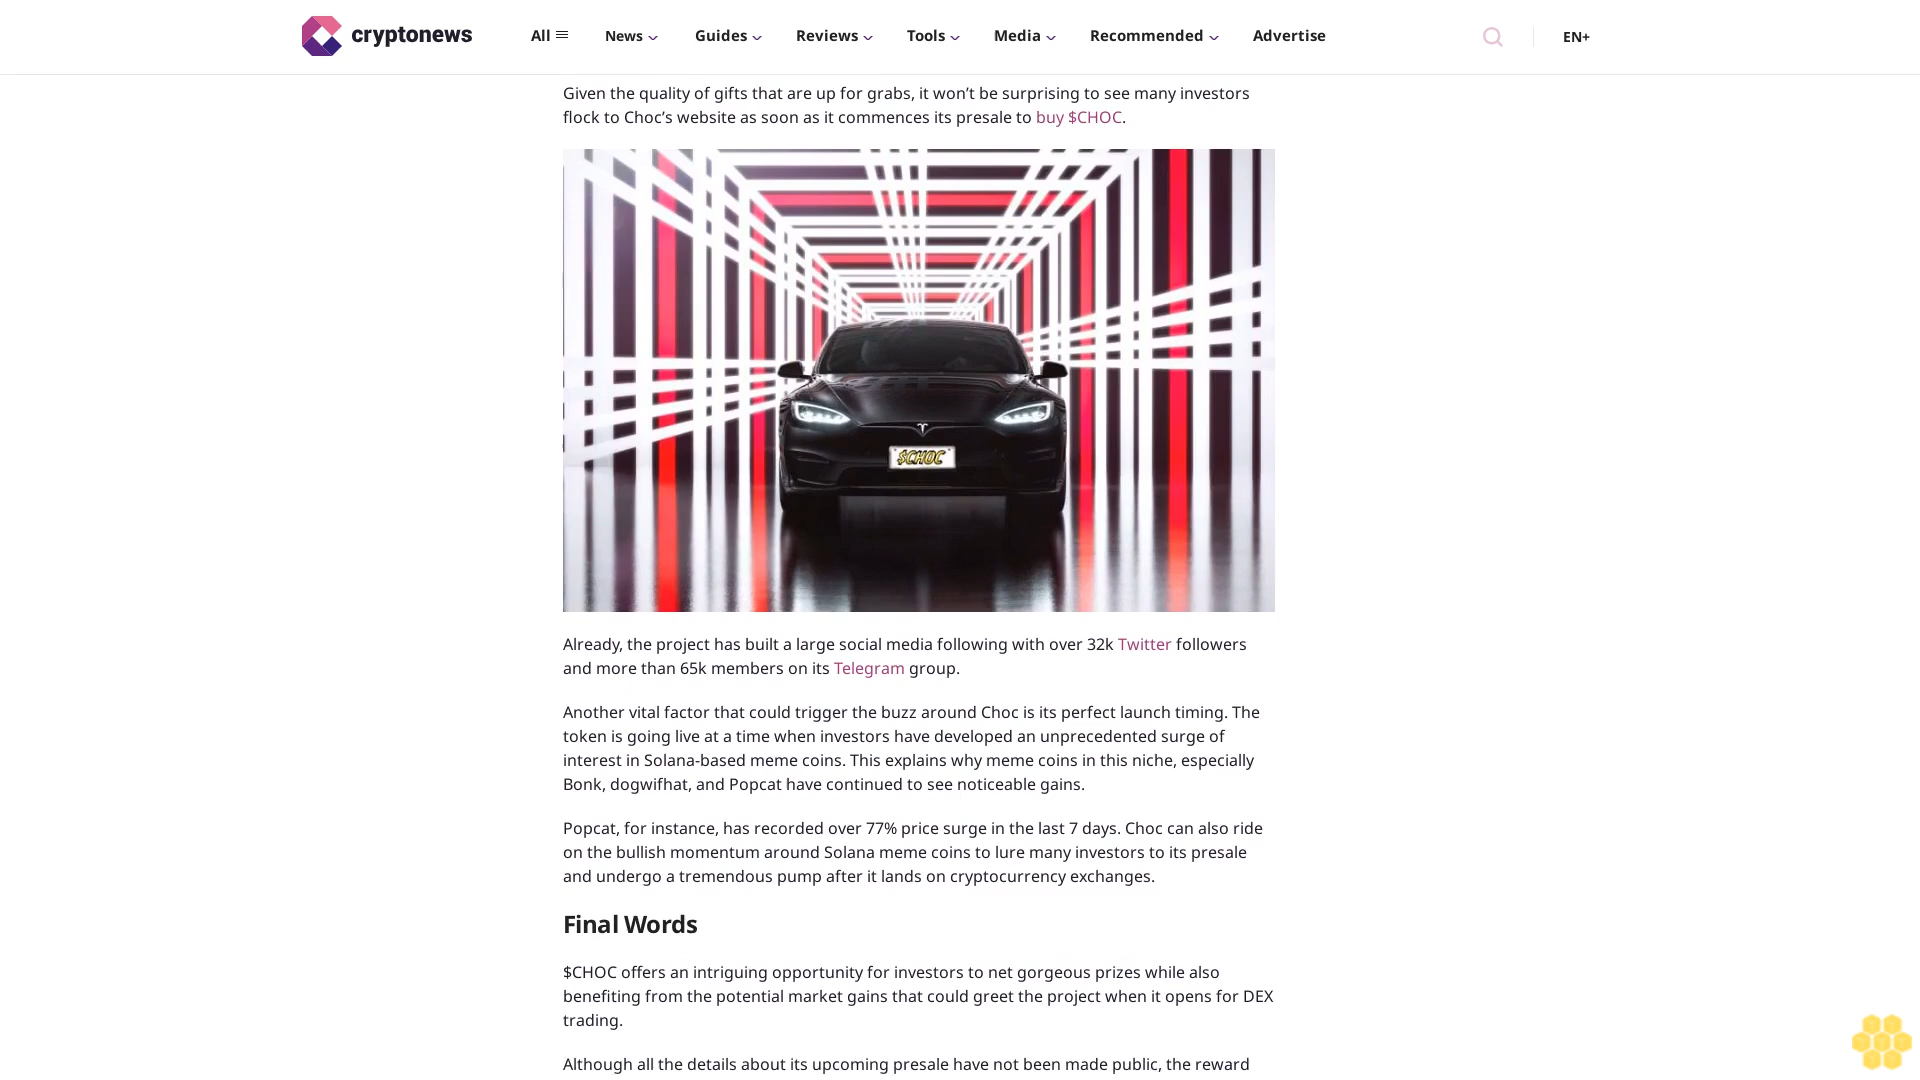 cryptonews
All
News
Guides
Reviews
Tools
Media
Recommended
Advertise
EN+
Given the quality of gifts that are up for grabs, it won’t be surprising to see many investors
flock to Choc’s website as soon as it commences its presale to buy $CHOC.
$CHOC
Already, the project has built a large social media following with over 32k Twitter followers
and more than 65k members on its Telegram group.
Another vital factor that could trigger the buzz around Choc is its perfect launch timing. The
token is going live at a time when investors have developed an unprecedented surge of
interest in Solana-based meme coins. This explains why meme coins in this niche, especially
Bonk, dogwifhat, and Popcat have continued to see noticeable gains.
Popcat, for instance, has recorded over 77% price surge in the last 7 days. Choc can also ride
on the bullish momentum around Solana meme coins to lure many investors to its presale
and undergo a tremendous pump after it lands on cryptocurrency exchanges.
Final Words
$CHOC offers an intriguing opportunity for investors to net gorgeous prizes while also
benefiting from the potential market gains that could greet the project when it opens for DEX
trading.
Although all the details about its upcoming presale have not been made public, the reward